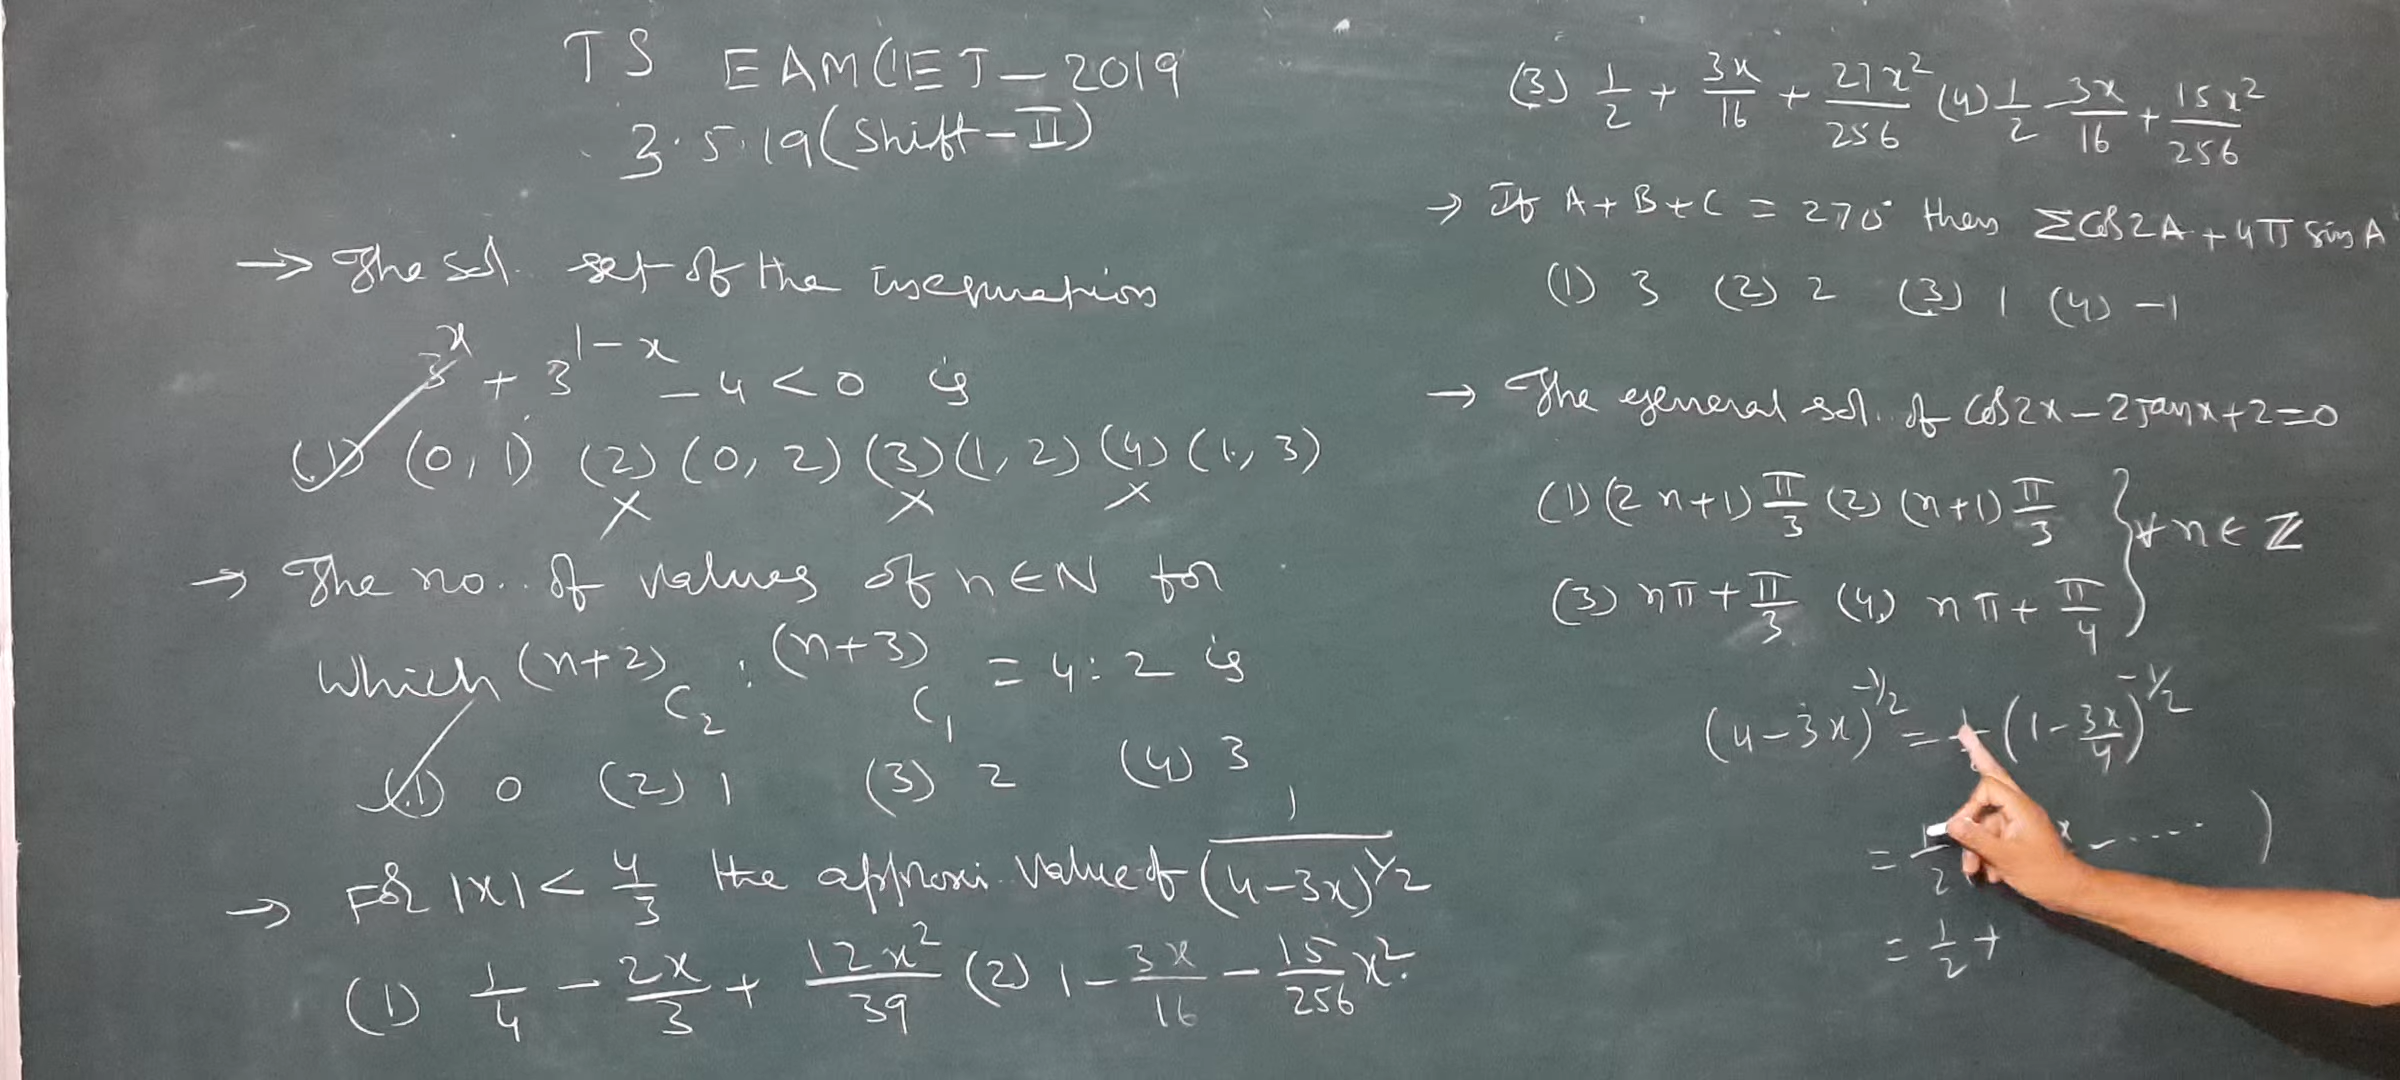 TS EAMCET-2019
3.5.19 (Shift-II)
→ The sol. set of the inequation
3^x + 3^(1-x) - 4 < 0 is
(1) (0, 1) (2) (0, 2) (3) (1, 2) (4) (1, 3)
→ The no. of values of n ∈ N for
Which (n+2)C₂ : (n+3)C₁ = 4 : 2 is
(1) 0 (2) 1 (3) 2 (4) 3
→ For |x| < 4/3 the approxi. value of 1/(4-3x)^(1/2)
(1) 1/4 - 2x/3 + 12x²/39 (2) 1 - 3x/16 - 15/256 x².
(3) 1/2 + 3x/16 + 27x²/256 (4) 1/2 - 3x/16 + 15x²/256
→ If A+B+C = 270° then Σcos2A + 4π sinA
(1) 3 (2) 2 (3) 1 (4) -1
→ The general sol. of cos2x - 2Tanx + 2 = 0
(1) (2n+1) π/3 (2) (n+1) π/3
(3) nπ + π/3 (4) nπ + π/4 } ∀ n ∈ Z
(4-3x)^(-1/2) = (1 - 3x/4)^(-1/2)
= 1/2 - ..... )
= 1/2 +